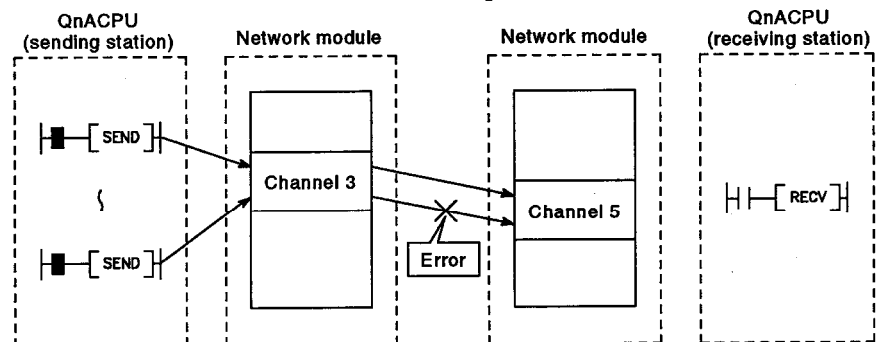 QnACPU
(sending station)
Network module
Network module
QnACPU
(receiving station)
SEND
Channel 3
Channel 5
RECV
Error
SEND